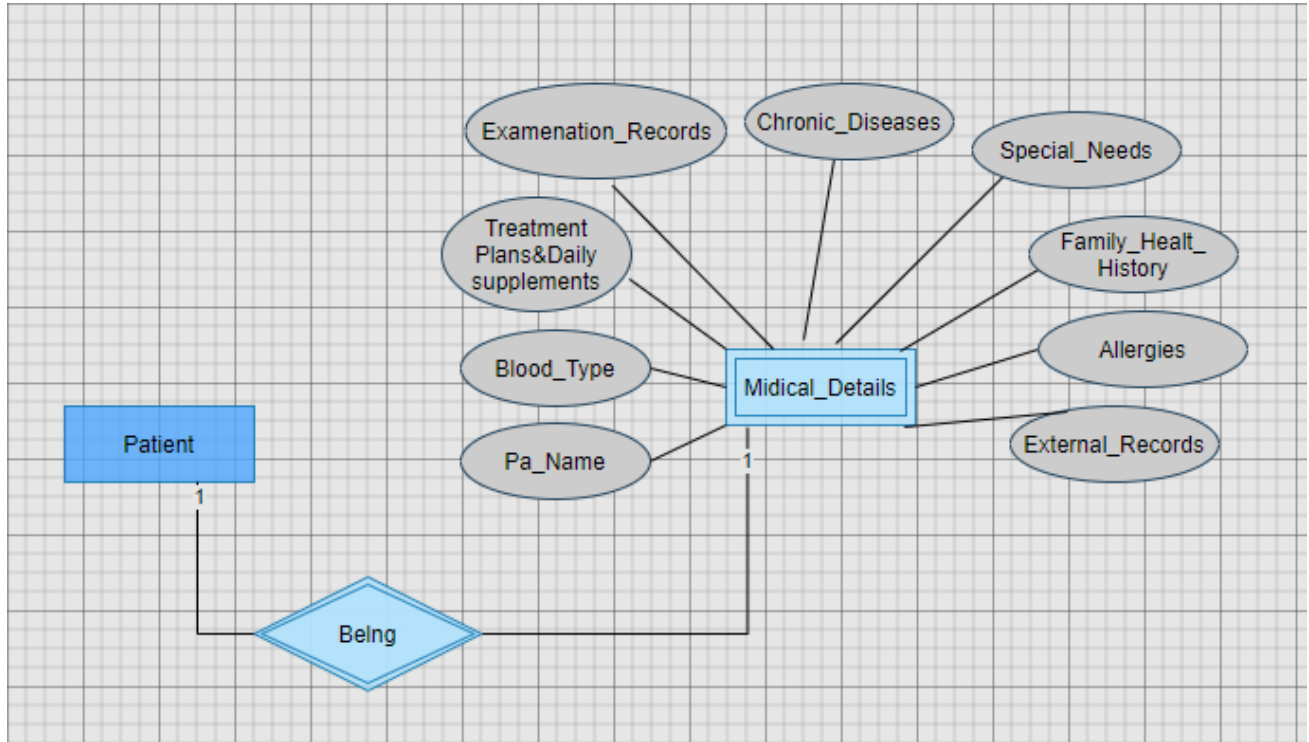 Examenation_Records
Chronic_Diseases
Special_Needs
Treatment
Plans&Daily
supplements
Family_Healt_
History
Blood_Type
Midical_Details
Allergies
Patient
Pa_Name
External_Records
1
1
Belng